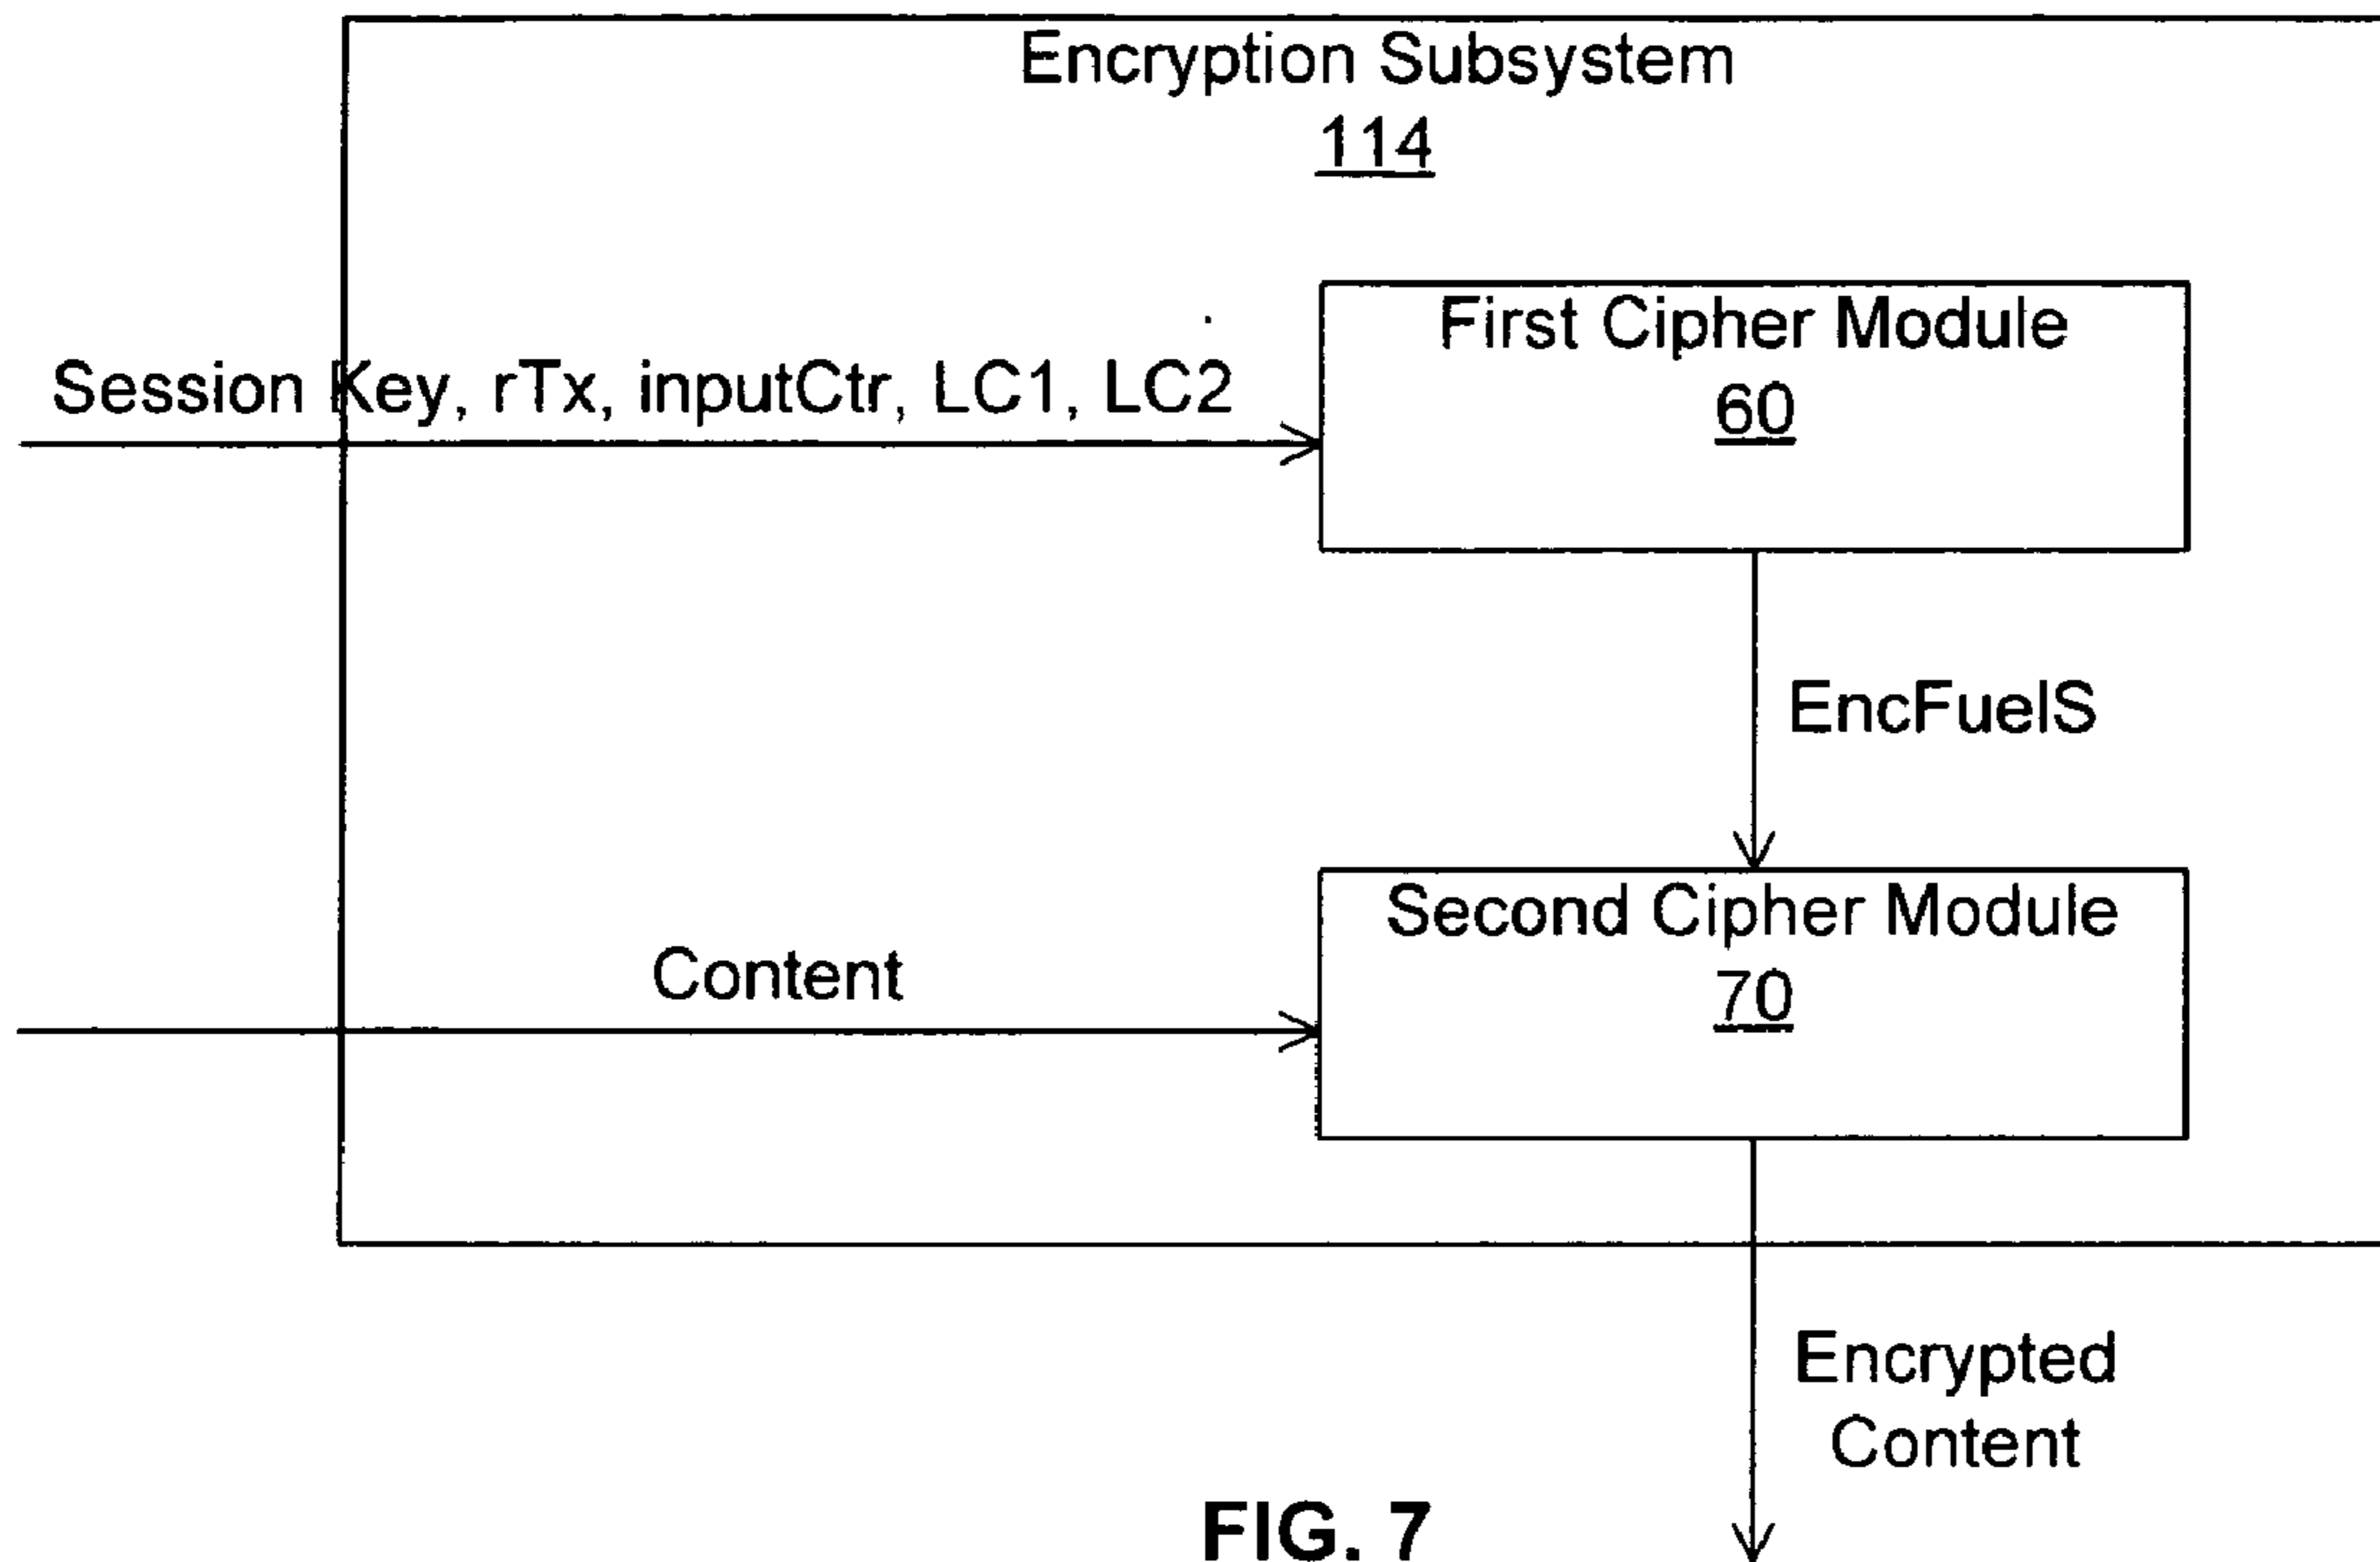 Encryption Subsystem
114
First Cipher Module
60
Session Key, rTx, inputCtr, LC1, LC2
EncFuelS
Second Cipher Module
70
Content
Encrypted
Content
FIG. 7